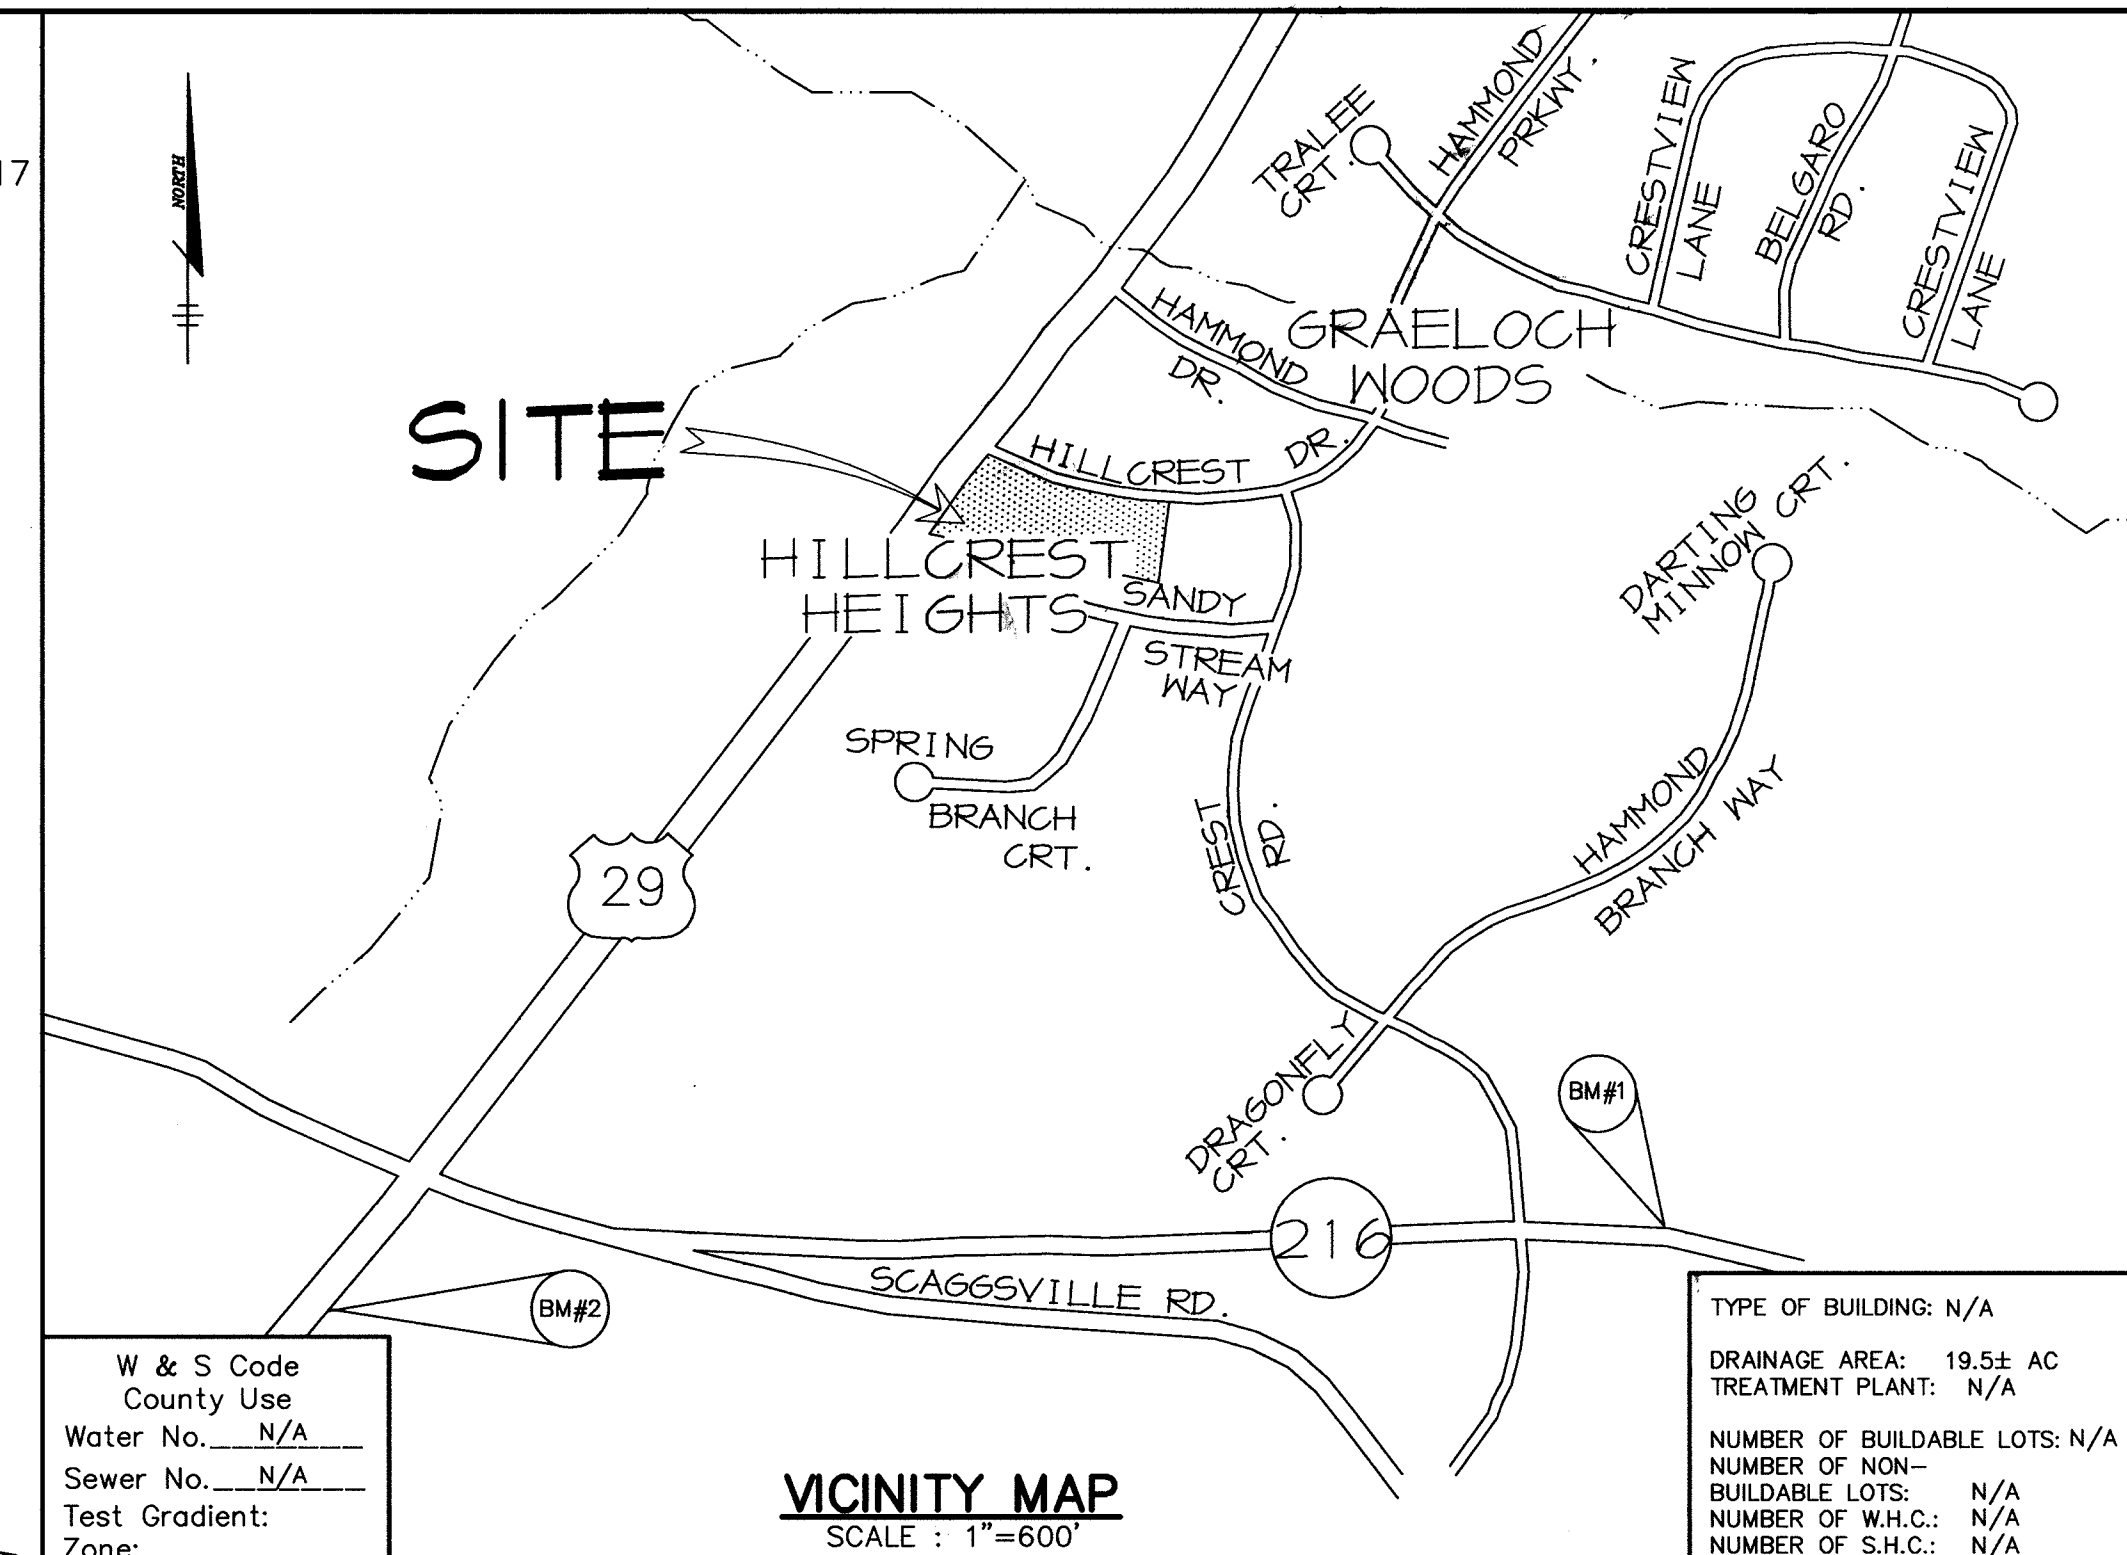 17
NORTH
SITE
TRALEE
CRT.
HAMMOND
PRKWY.
CRESTVIEW
LANE
BELGARO
RD.
CRESTVIEW
LANE
HAMMOND
DR.
GRAELOCH
WOODS
HILLCREST DR.
HILLCREST
HEIGHTS
SANDY
STREAM
WAY
DARTING
MINNOW CRT.
SPRING
BRANCH
CRT.
CREST
RD.
HAMMOND
BRANCH WAY
29
DRAGONFLY
CRT.
BM#1
216
SCAGGSVILLE RD.
BM#2
W & S Code
County Use
Water No. N/A
Sewer No. N/A
Test Gradient:
Zone:
VICINITY MAP
SCALE : 1"=600'
TYPE OF BUILDING: N/A
DRAINAGE AREA: 19.5± AC
TREATMENT PLANT: N/A
NUMBER OF BUILDABLE LOTS: N/A
NUMBER OF NON-
BUILDABLE LOTS: N/A
NUMBER OF W.H.C.: N/A
NUMBER OF S.H.C.: N/A